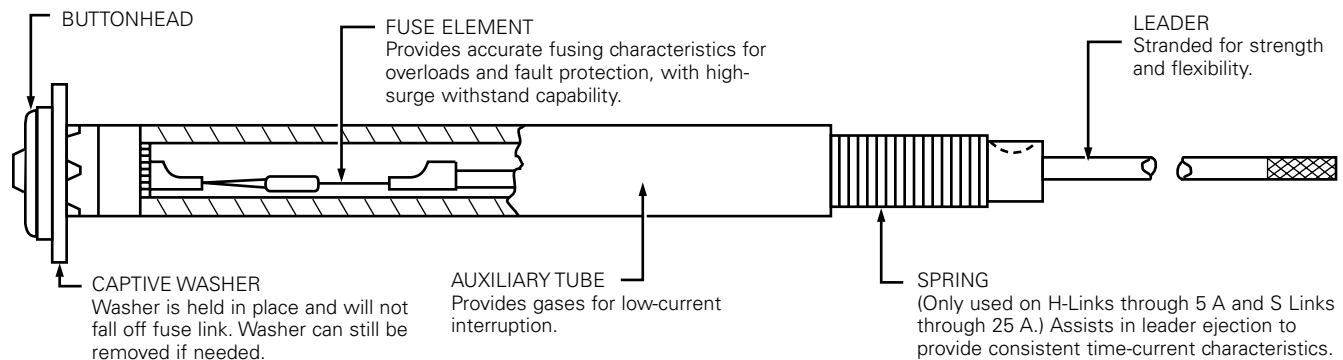 BUTTONHEAD
FUSE ELEMENT
Provides accurate fusing characteristics for
overloads and fault protection, with high-
surge withstand capability.
LEADER
Stranded for strength
and flexibility.
CAPTIVE WASHER
Washer is held in place and will not
fall off fuse link. Washer can still be
removed if needed.
AUXILIARY TUBE
Provides gases for low-current
interruption.
SPRING
(Only used on H-Links through 5 A and S Links
through 25 A.) Assists in leader ejection to
provide consistent time-current characteristics.